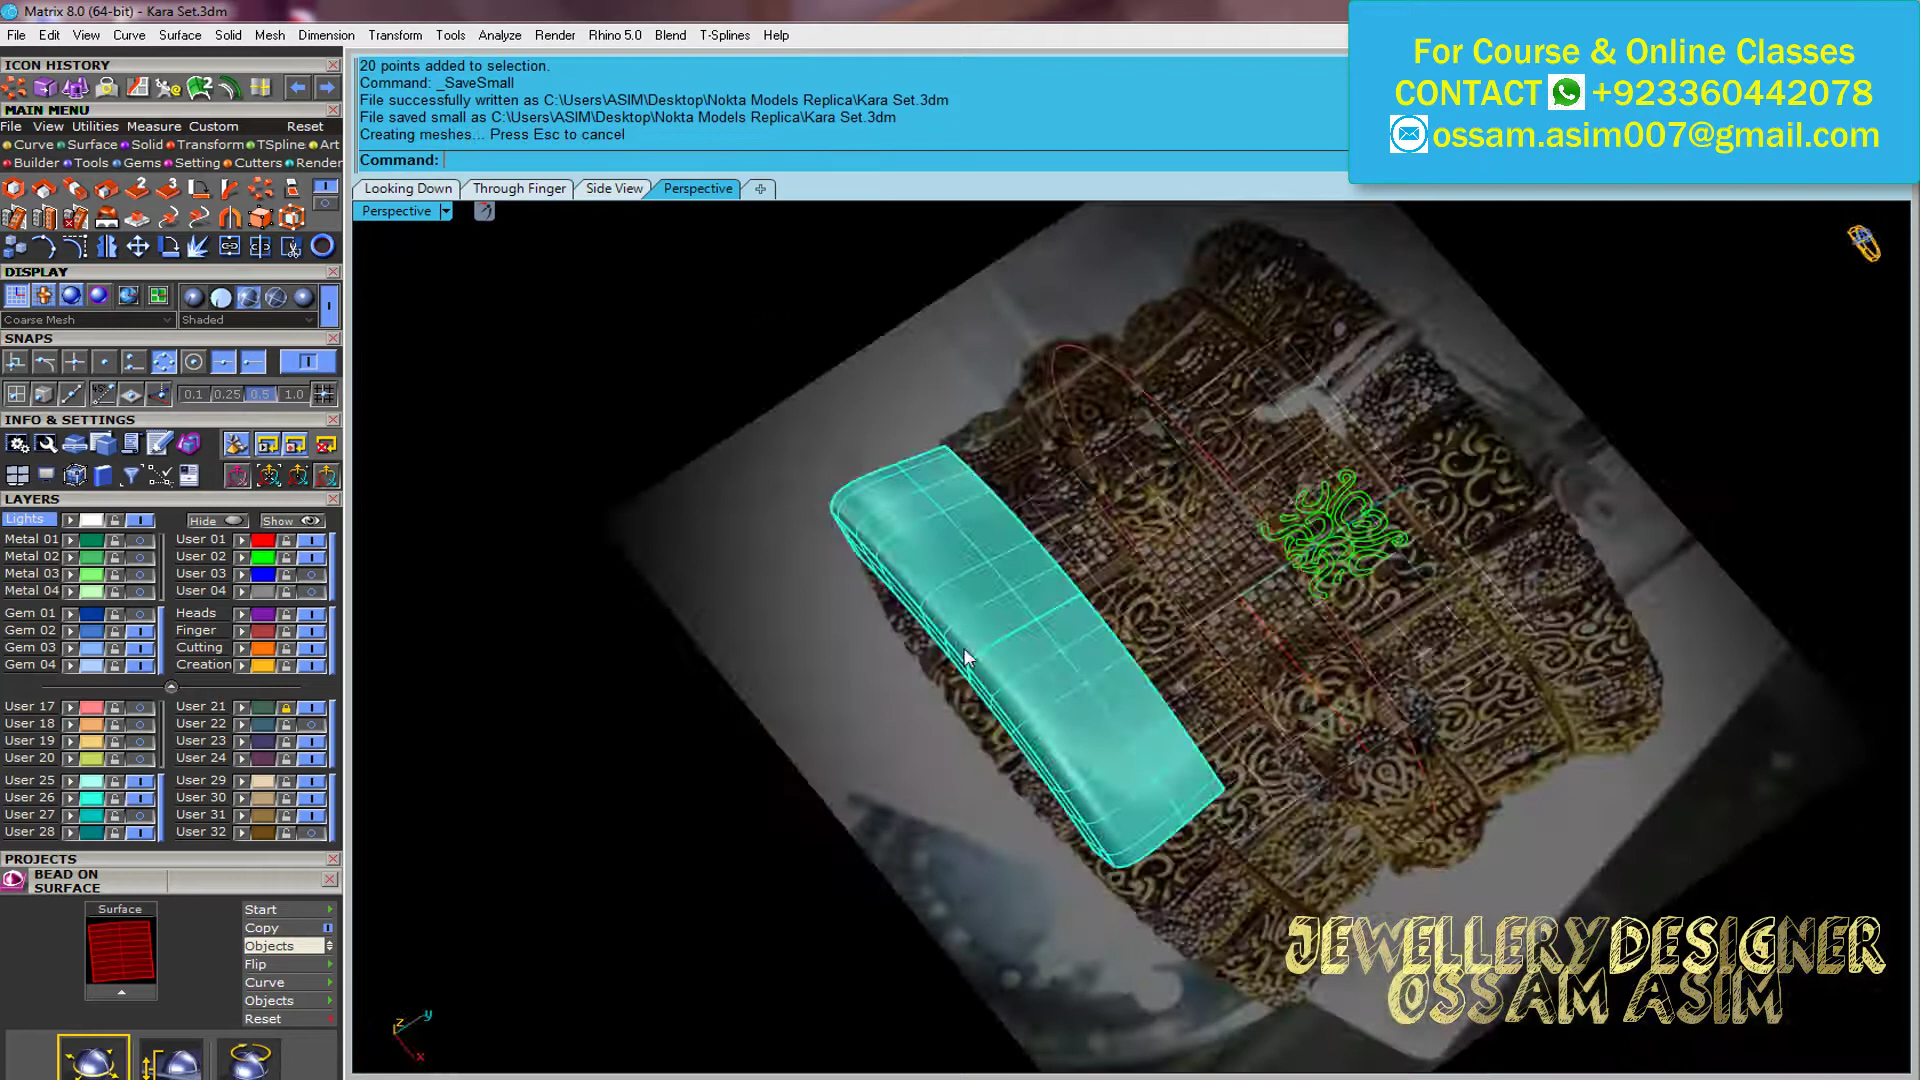 Matrix 8.0 (64-bit) - Kara Set.3dm
File Edit View Curve Surface Solid Mesh Dimension Transform Tools Analyze Render Rhino 5.0 Blend T-Splines Help
For Course & Online Classes
CONTACT +923360442078
ossam.asim007@gmail.com
ICON HISTORY
20 points added to selection.
Command: _SaveSmall
File successfully written as C:\Users\ASIM\Desktop\Nokta Models Replica\Kara Set.3dm
File saved small as C:\Users\ASIM\Desktop\Nokta Models Replica\Kara Set.3dm
Creating meshes... Press Esc to cancel
Command:
MAIN MENU
File View Utilities Measure Custom Reset
Curve Surface Solid Transform TSpline Art
Builder Tools Gems Setting Cutters Render
Looking Down Through Finger Side View Perspective
Perspective
DISPLAY
Coarse Mesh Shaded
SNAPS
0.1 0.25 0.5 1.0
INFO & SETTINGS
LAYERS
Lights Hide Show
Metal 01 User 01
Metal 02 User 02
Metal 03 User 03
Metal 04 User 04
Gem 01 Heads
Gem 02 Finger
Gem 03 Cutting
Gem 04 Creation
User 17 User 21
User 18 User 22
User 19 User 23
User 20 User 24
User 25 User 29
User 26 User 30
User 27 User 31
User 28 User 32
PROJECTS
BEAD ON
SURFACE
Surface
Start
Copy
Objects
Flip
Curve
Objects
Reset
z y
x
JEWELLERY DESIGNER
OSSAM ASIM